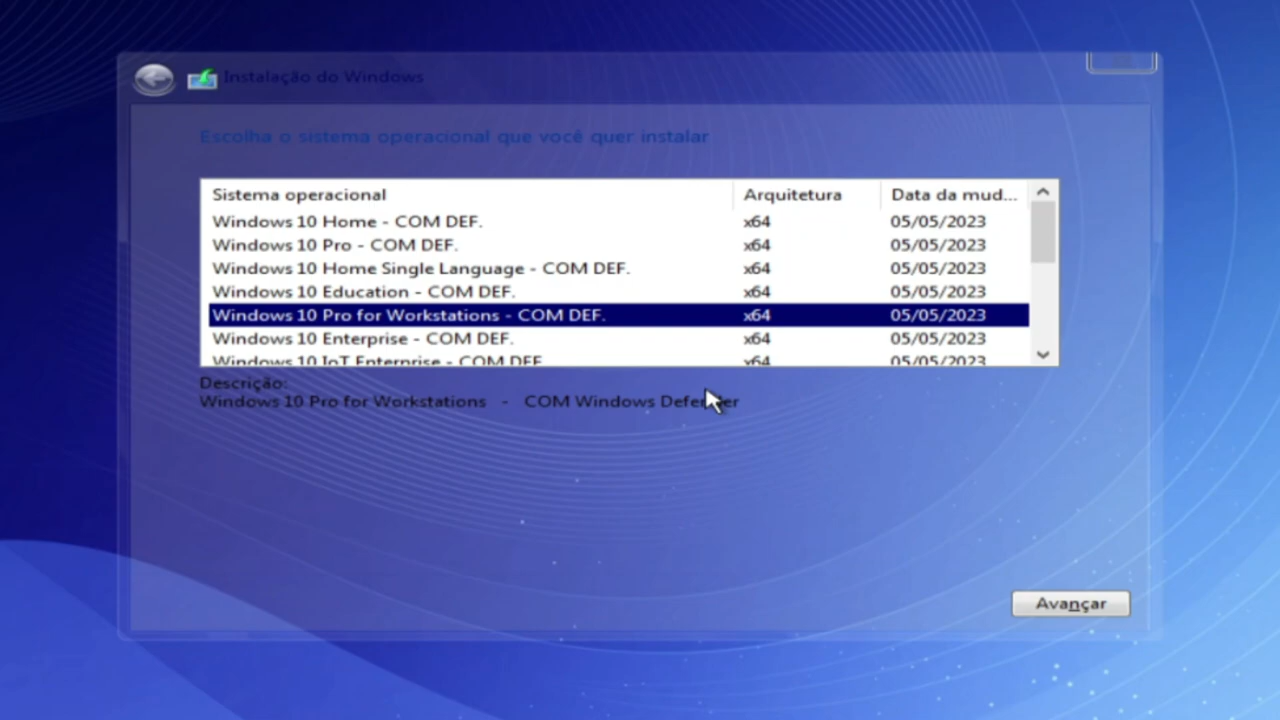 Instalação do Windows
Escolha o sistema operacional que você quer instalar
Sistema operacional Arquitetura Data da mud...
Windows 10 Home - COM DEF. x64 05/05/2023
Windows 10 Pro - COM DEF. x64 05/05/2023
Windows 10 Home Single Language - COM DEF. x64 05/05/2023
Windows 10 Education - COM DEF. x64 05/05/2023
Windows 10 Pro for Workstations - COM DEF. x64 05/05/2023
Windows 10 Enterprise - COM DEF. x64 05/05/2023
Windows 10 IoT Enterprise - COM DEF x64 05/05/2023
Descrição:
Windows 10 Pro for Workstations - COM Windows Defender
Avançar